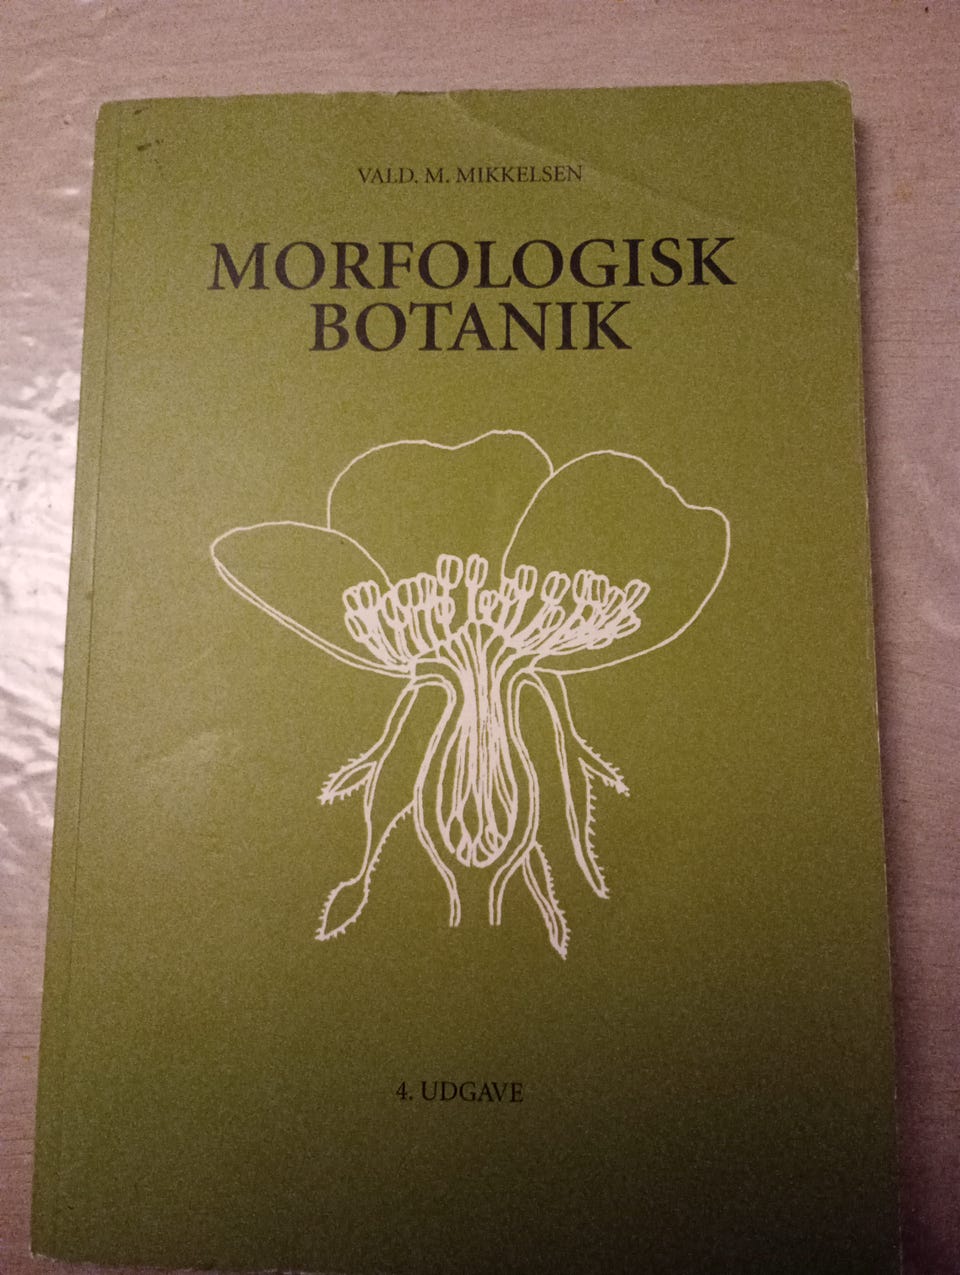 VALD. M. MIKKELSEN
MORFOLOGISK
BOTANIK
4. UDGAVE